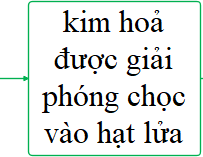 kim hoả
được giải
phóng chọc
vào hạt lửa